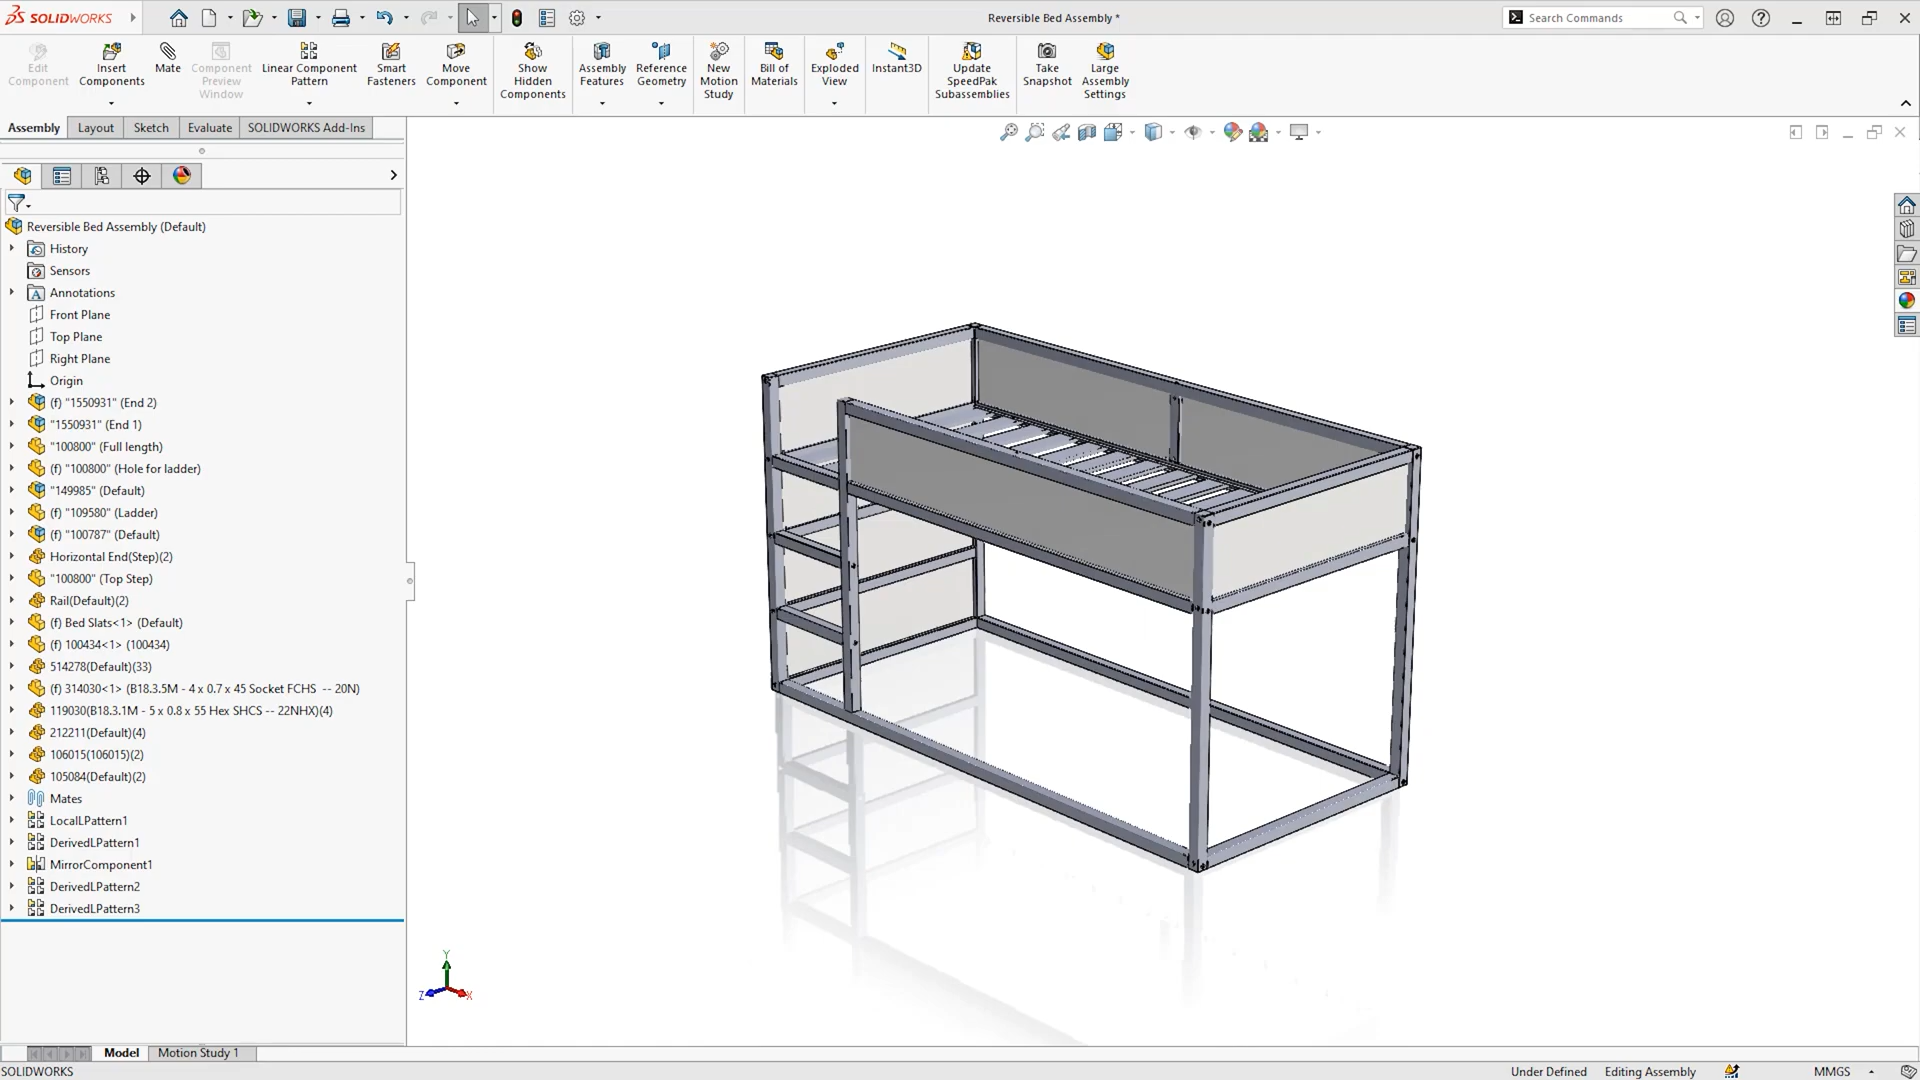 SOLIDWORKS
Reversible Bed Assembly *
Search Commands
Edit
Component
Insert
Components
Mate
Component
Preview
Window
Linear Component
Pattern
Smart
Fasteners
Move
Component
Show
Hidden
Components
Assembly
Features
Reference
Geometry
New
Motion
Study
Bill of
Materials
Exploded
View
Instant3D
Update
SpeedPak
Subassemblies
Take
Snapshot
Large
Assembly
Settings
Assembly
Layout
Sketch
Evaluate
SOLIDWORKS Add-Ins
Reversible Bed Assembly (Default)
History
Sensors
Annotations
Front Plane
Top Plane
Right Plane
Origin
(f) "1550931" (End 2)
"1550931" (End 1)
"100800" (Full length)
(f) "100800" (Hole for ladder)
"149985" (Default)
(f) "109580" (Ladder)
(f) "100787" (Default)
Horizontal End(Step)(2)
"100800" (Top Step)
Rail(Default)(2)
(f) Bed Slats<1> (Default)
(f) 100434<1> (100434)
514278(Default)(33)
(f) 314030<1> (B18.3.5M - 4 x 0.7 x 45 Socket FCHS  -- 20N)
119030(B18.3.1M - 5 x 0.8 x 55 Hex SHCS -- 22NHX)(4)
212211(Default)(4)
106015(106015)(2)
105084(Default)(2)
Mates
LocalLPattern1
DerivedLPattern1
MirrorComponent1
DerivedLPattern2
DerivedLPattern3
Y
Z
X
Model
Motion Study 1
SOLIDWORKS
Under Defined
Editing Assembly
MMGS